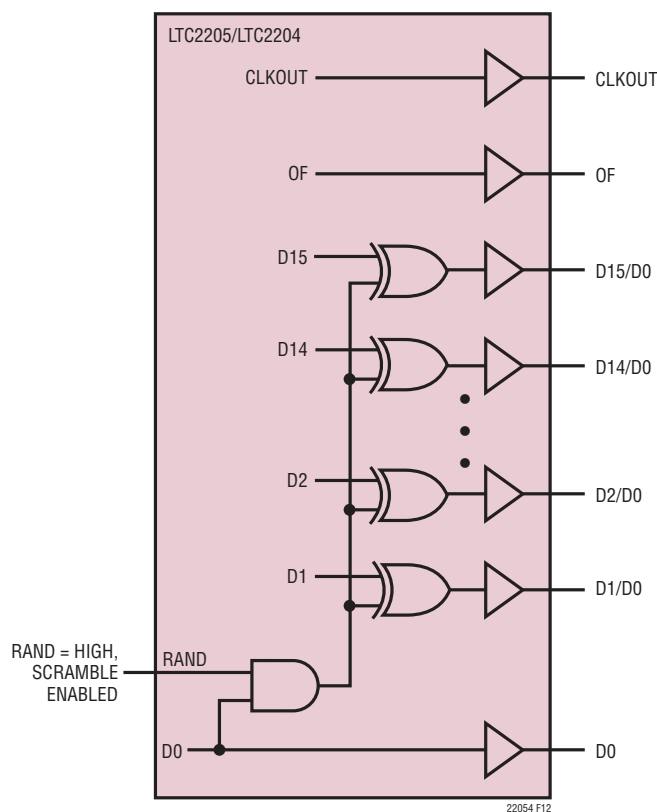 LTC2205/LTC2204
CLKOUT
CLKOUT
OF
OF
D15
D15/D0
D14
D14/D0
D2
D2/D0
D1
D1/D0
RAND = HIGH,
SCRAMBLE
ENABLED
RAND
D0
D0
22054 F12